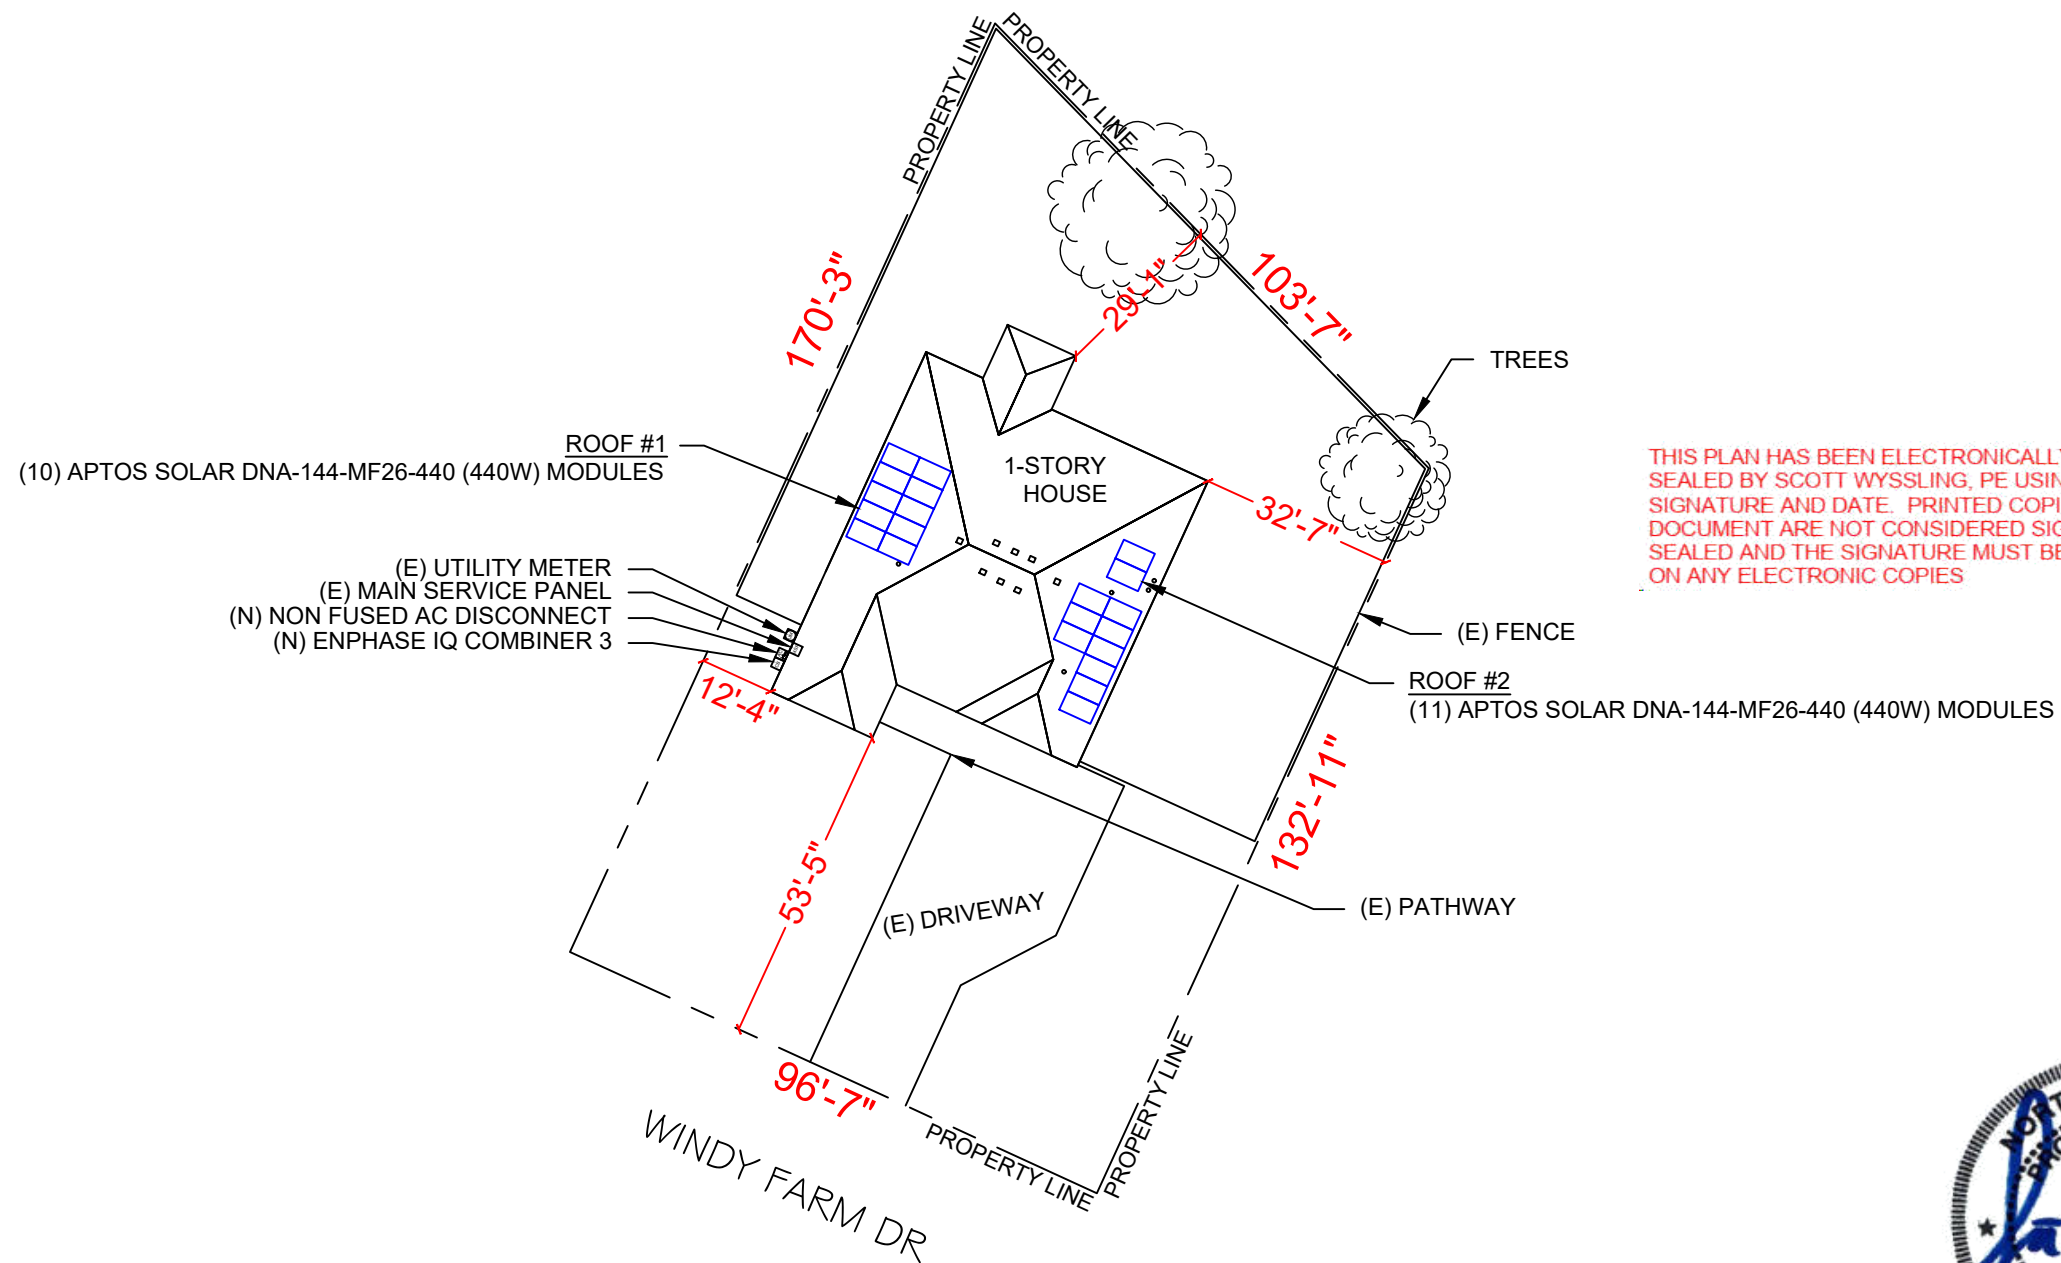 PROPERTY LINE
PROPERTY LINE
170'-3"
29'-1"
103'-7"
TREES
ROOF #1
(10) APTOS SOLAR DNA-144-MF26-440 (440W) MODULES
1-STORY
HOUSE
32'-7"
THIS PLAN HAS BEEN ELECTRONICALLY
SEALED BY SCOTT WYSSLING, PE USIN
SIGNATURE AND DATE. PRINTED COPI
DOCUMENT ARE NOT CONSIDERED SIG
SEALED AND THE SIGNATURE MUST BE
ON ANY ELECTRONIC COPIES
(E) UTILITY METER
(E) MAIN SERVICE PANEL
(N) NON FUSED AC DISCONNECT
(N) ENPHASE IQ COMBINER 3
(E) FENCE
ROOF #2
(11) APTOS SOLAR DNA-144-MF26-440 (440W) MODULES
12'-4"
132'-11"
53'-5"
(E) DRIVEWAY
(E) PATHWAY
96'-7"
PROPERTY LINE
PROPERTY LINE
WINDY FARM DR
NORT